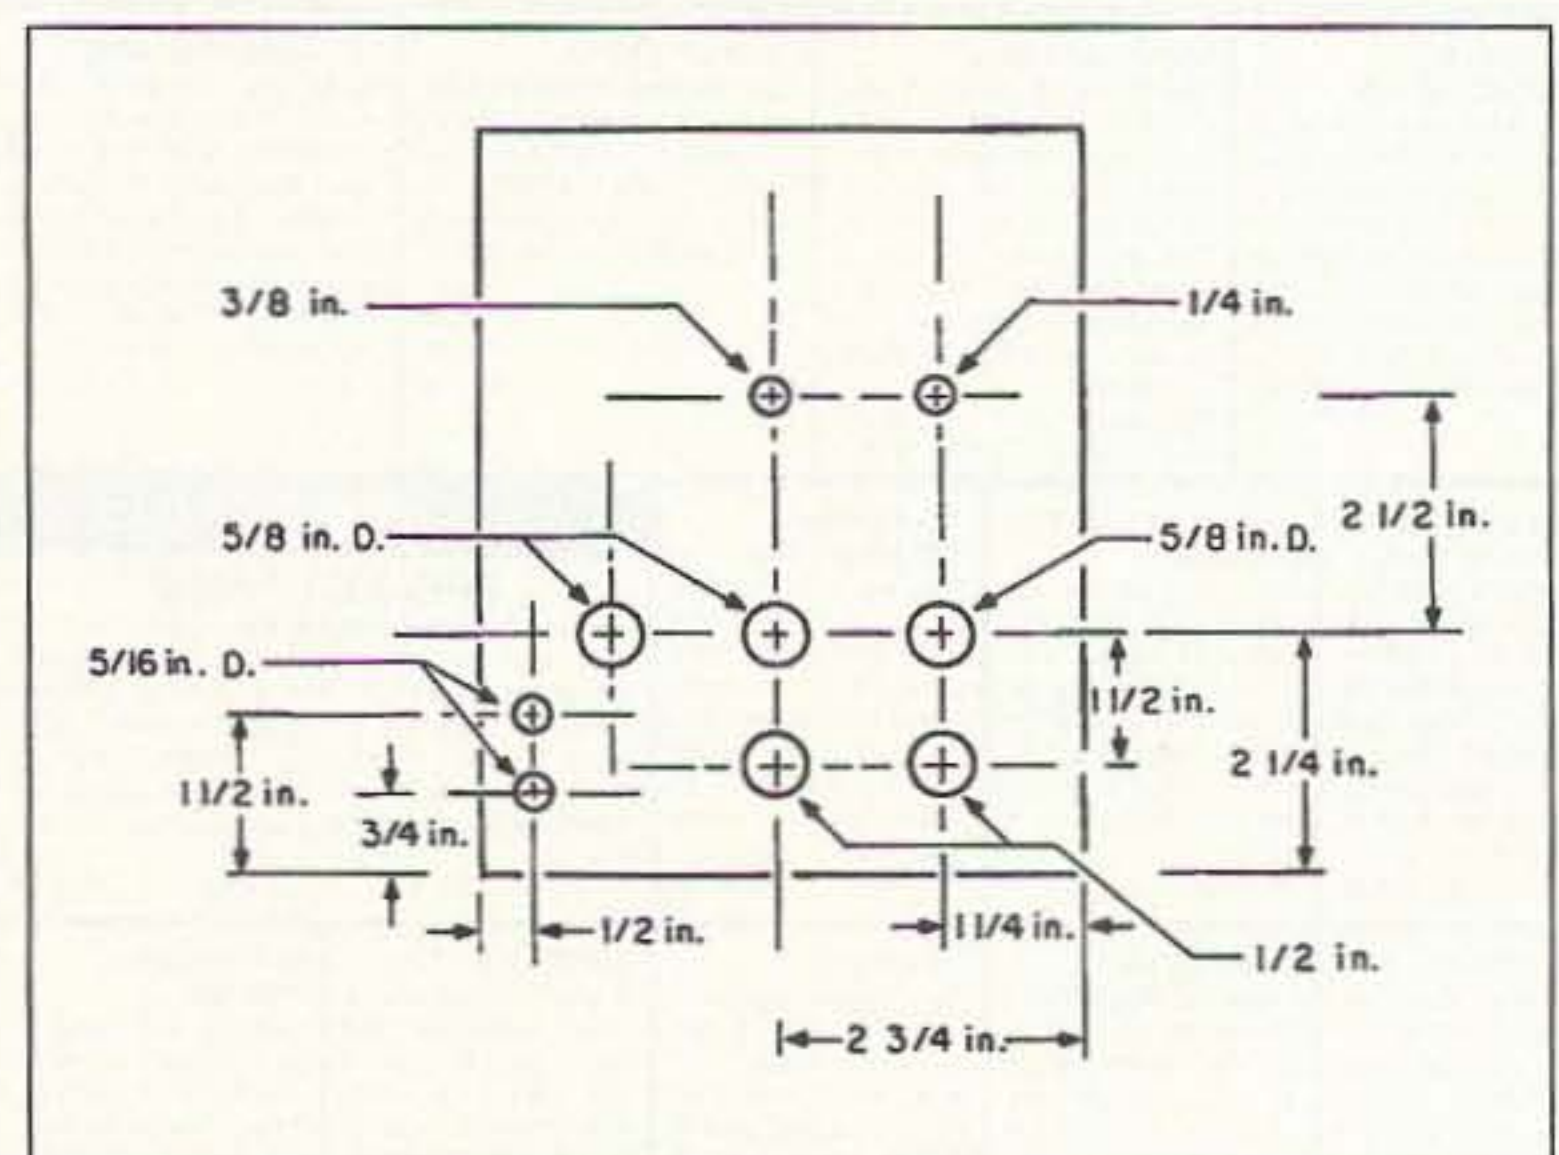 3/8 in.
1/4 in.
2 1/2 in.
5/8 in. D.
5/8 in. D.
5/16 in. D.
1 1/2 in.
2 1/4 in.
1 1/2 in.
3/4 in.
1/2 in.
1 1/4 in.
1/2 in.
2 3/4 in.